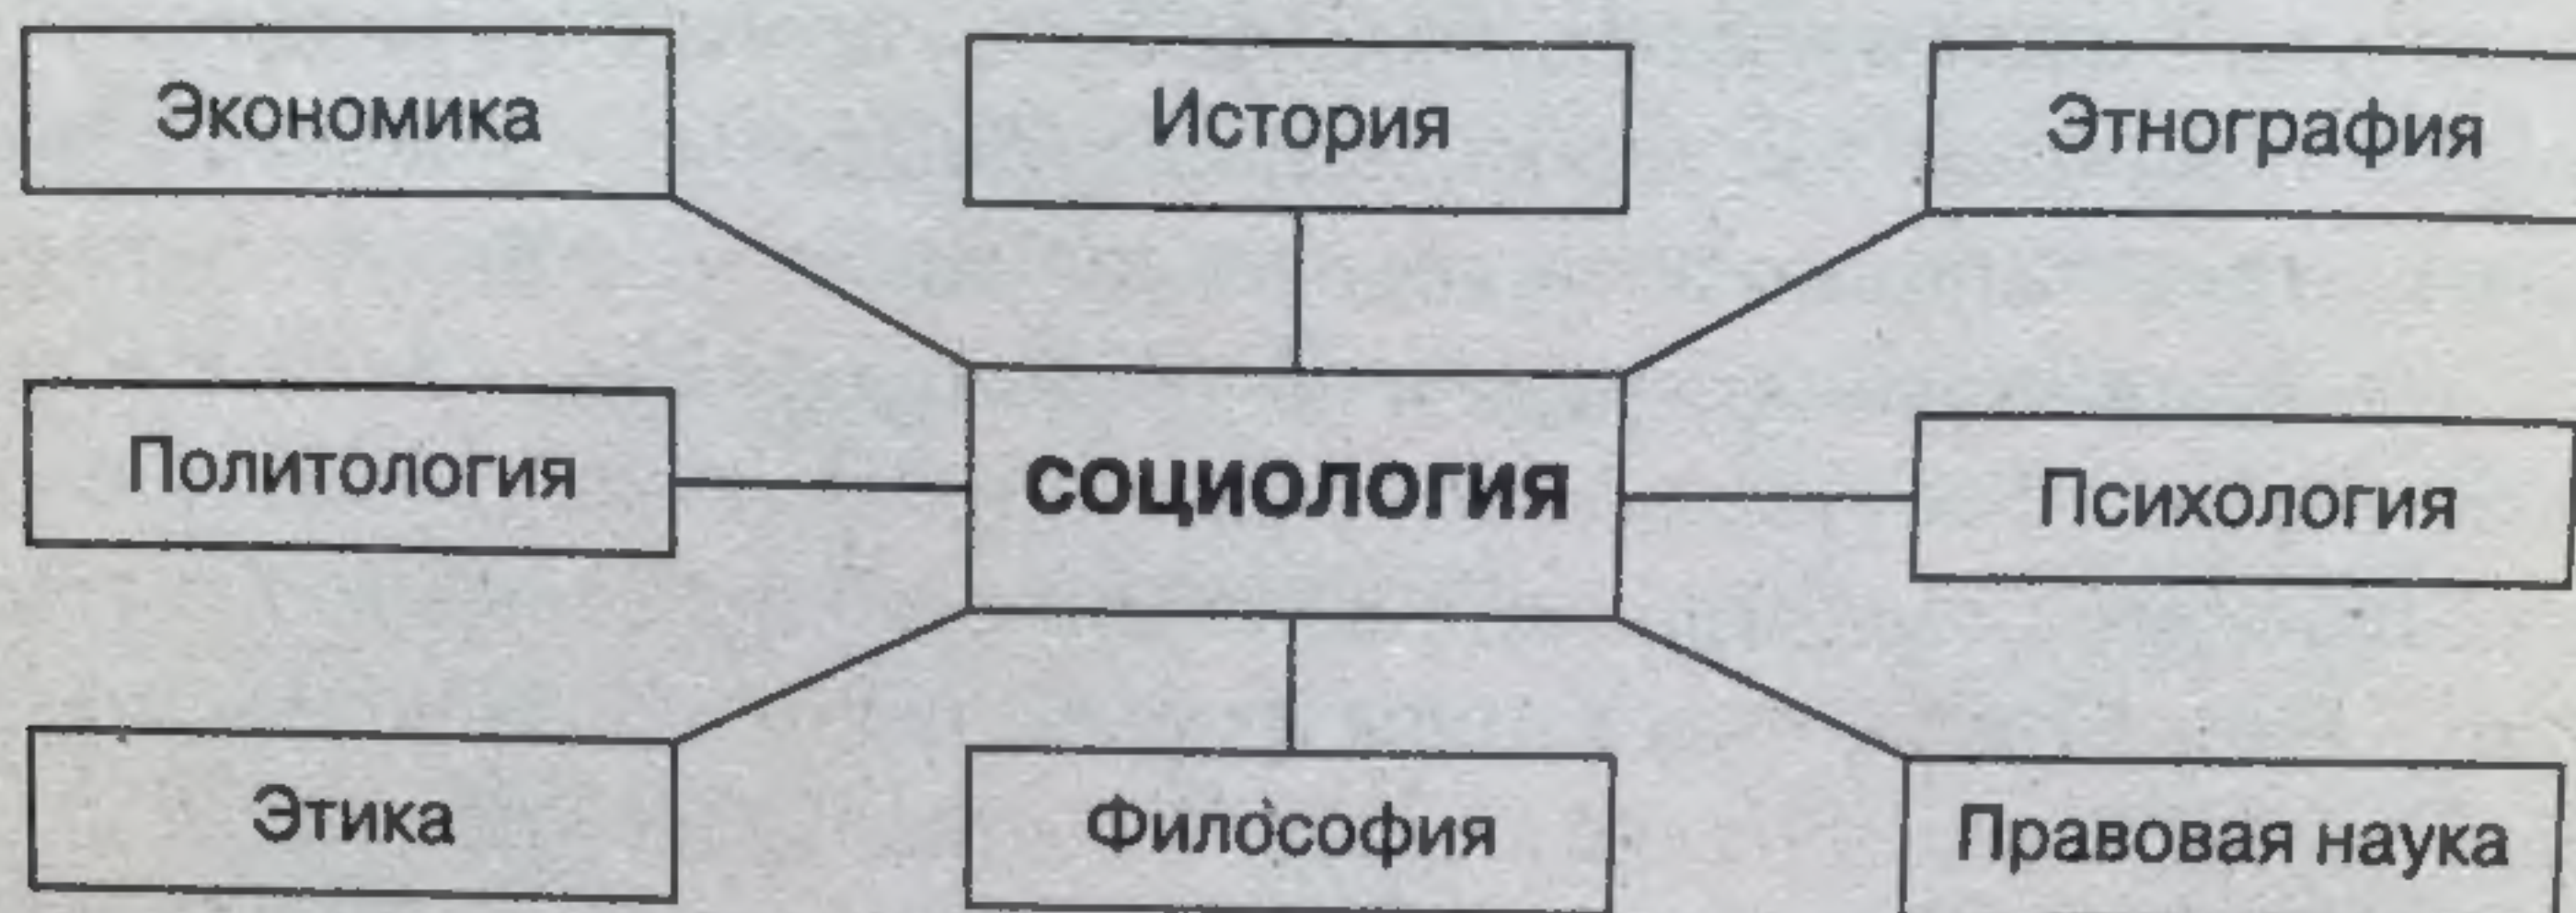 Экономика
История
Этнография
Политология
социология
Психология
Этика
Философия
Правовая наука